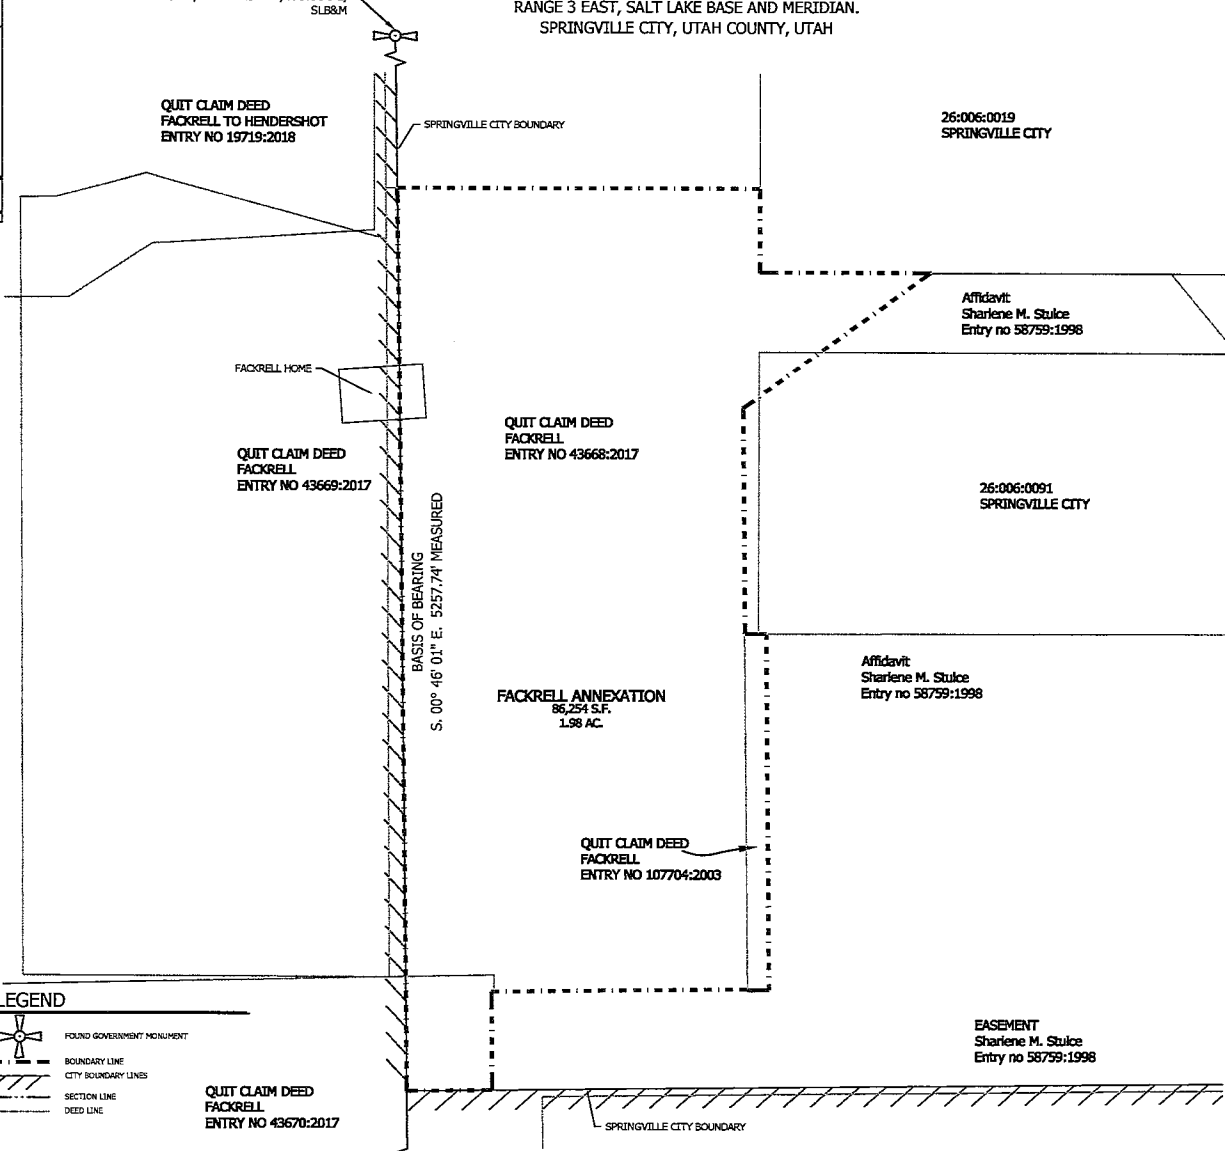 SLB&M
RANGE 3 EAST, SALT LAKE BASE AND MERIDIAN.
SPRINGVILLE CITY, UTAH COUNTY, UTAH
QUIT CLAIM DEED
FACKRELL TO HENDERSHOT
ENTRY NO 19719:2018
SPRINGVILLE CITY BOUNDARY
26:006:0019
SPRINGVILLE CITY
Affidavit
Sharlene M. Stulce
Entry no 58759:1998
FACKRELL HOME
QUIT CLAIM DEED
FACKRELL
ENTRY NO 43668:2017
QUIT CLAIM DEED
FACKRELL
ENTRY NO 43669:2017
26:006:0091
SPRINGVILLE CITY
BASIS OF BEARING
S. 00° 46' 01" E. 5257.74' MEASURED
Affidavit
Sharlene M. Stulce
Entry no 58759:1998
FACKRELL ANNEXATION
86,254 S.F.
1.98 AC.
QUIT CLAIM DEED
FACKRELL
ENTRY NO 107704:2003
LEGEND
FOUND GOVERNMENT MONUMENT
BOUNDARY LINE
CITY BOUNDARY LINES
SECTION LINE
DEED LINE
QUIT CLAIM DEED
FACKRELL
ENTRY NO 43670:2017
EASEMENT
Sharlene M. Stulce
Entry no 58759:1998
SPRINGVILLE CITY BOUNDARY